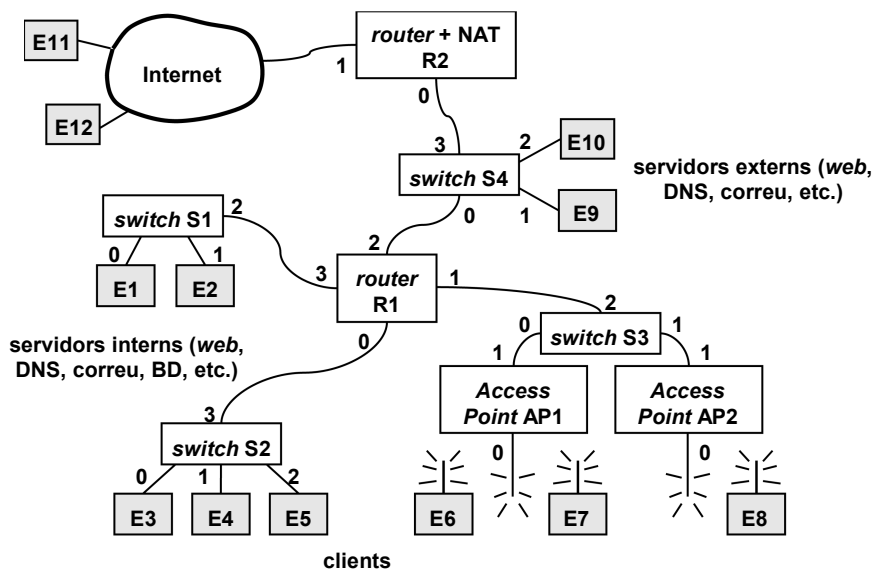 E11
Internet
1
router + NAT
R2
0
E12
3
2
E10
switch S4
servidors externs (web,
DNS, correu, etc.)
0
1
E9
switch S1
2
0
1
E1
E2
2
3
router
R1
1
0
servidors interns (web,
DNS, correu, BD, etc.)
2
0
switch S3
1
1
1
Access
Point AP1
Access
Point AP2
0
0
3
switch S2
0
1
2
E3
E4
E5
E6
E7
E8
clients